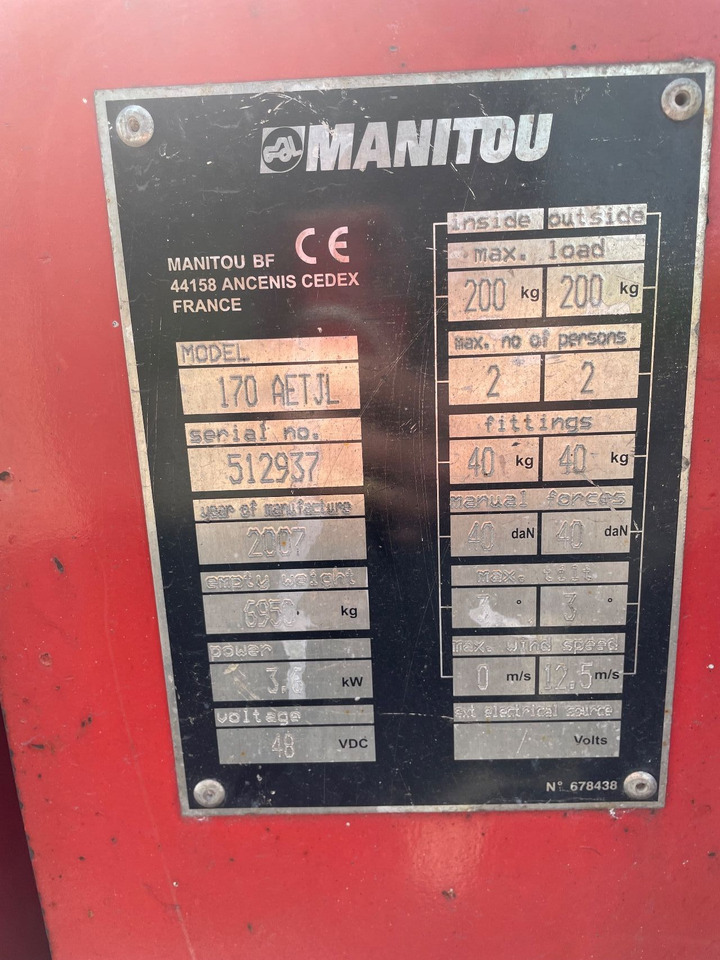 MANITOU
MANITOU BF CE
44158 ANCENIS CEDEX
FRANCE
MODEL
170 AETJL
serial no.
512937
year of manufacture
2007
empty weight
6950 kg
power
kW
voltage
48 VDC
inside outside
max. load
200 kg 200 kg
max. no of persons
2 2
fittings
40 kg 40 kg
manual forces
40 daN 40 daN
max. tilt
° 3 °
max. wind speed
0 m/s 12.5 m/s
ext electrical source
/ Volts
N° 678438